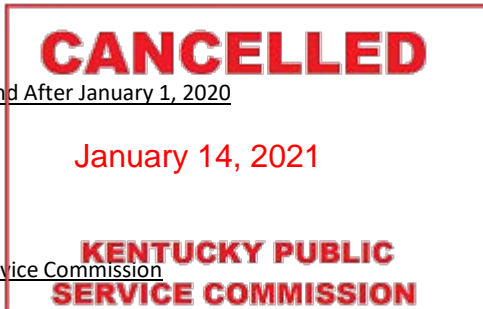 CANCELLED
nd After January 1, 2020
January 14, 2021
KENTUCKY PUBLIC
vice Commission
SERVICE COMMISSION